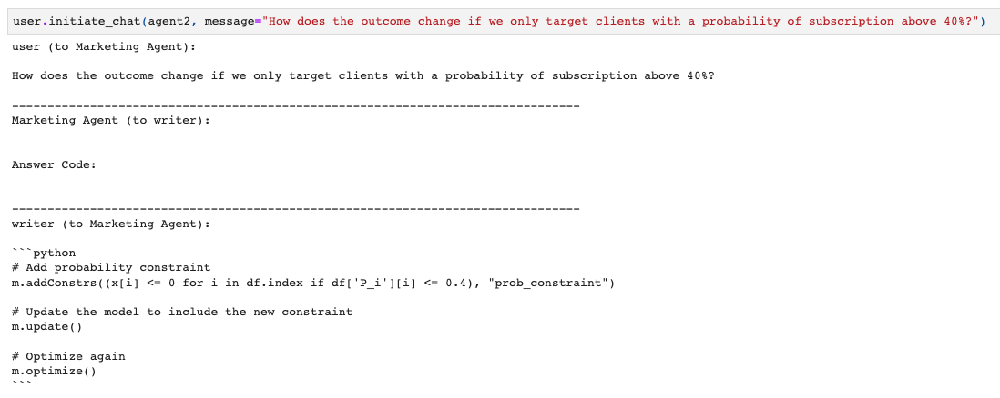 user.initiate_chat(agent2, message="How does the outcome change if we only target clients with a probability of subscription above 40%?")
user (to Marketing Agent):
How does the outcome change if we only target clients with a probability of subscription above 40%?
--------------------------------------------------------------------------------
Marketing Agent (to writer):
Answer Code:
--------------------------------------------------------------------------------
writer (to Marketing Agent):
```python
# Add probability constraint
m.addConstrs((x[i] <= 0 for i in df.index if df['P_i'][i] <= 0.4), "prob_constraint")
# Update the model to include the new constraint
m.update()
# Optimize again
m.optimize()
```